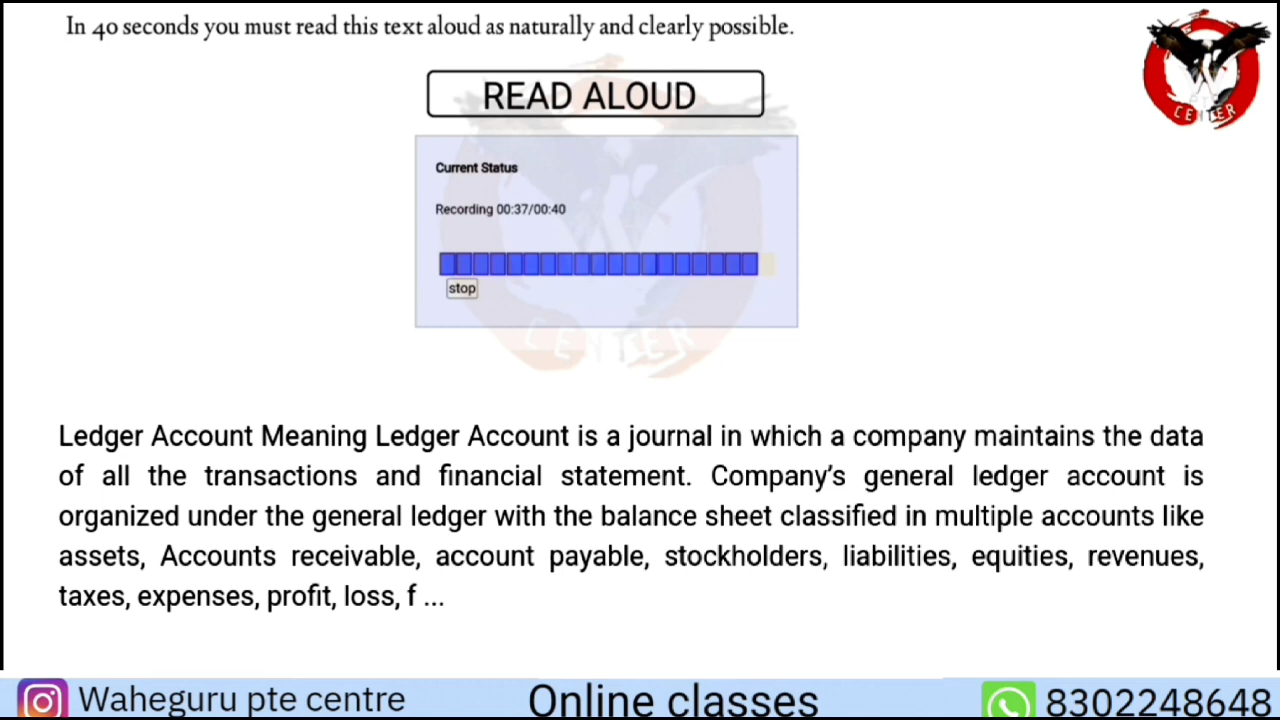 In 40 seconds you must read this text aloud as naturally and clearly possible.
READ ALOUD
CENTER
Current Status
Recording 00:37/00:40
stop
CENTER
Ledger Account Meaning Ledger Account is a journal in which a company maintains the data
of all the transactions and financial statement. Company's general ledger account is
organized under the general ledger with the balance sheet classified in multiple accounts like
assets, Accounts receivable, account payable, stockholders, liabilities, equities, revenues,
taxes, expenses, profit, loss, f ...
Waheguru pte centre
Online classes
8302248648